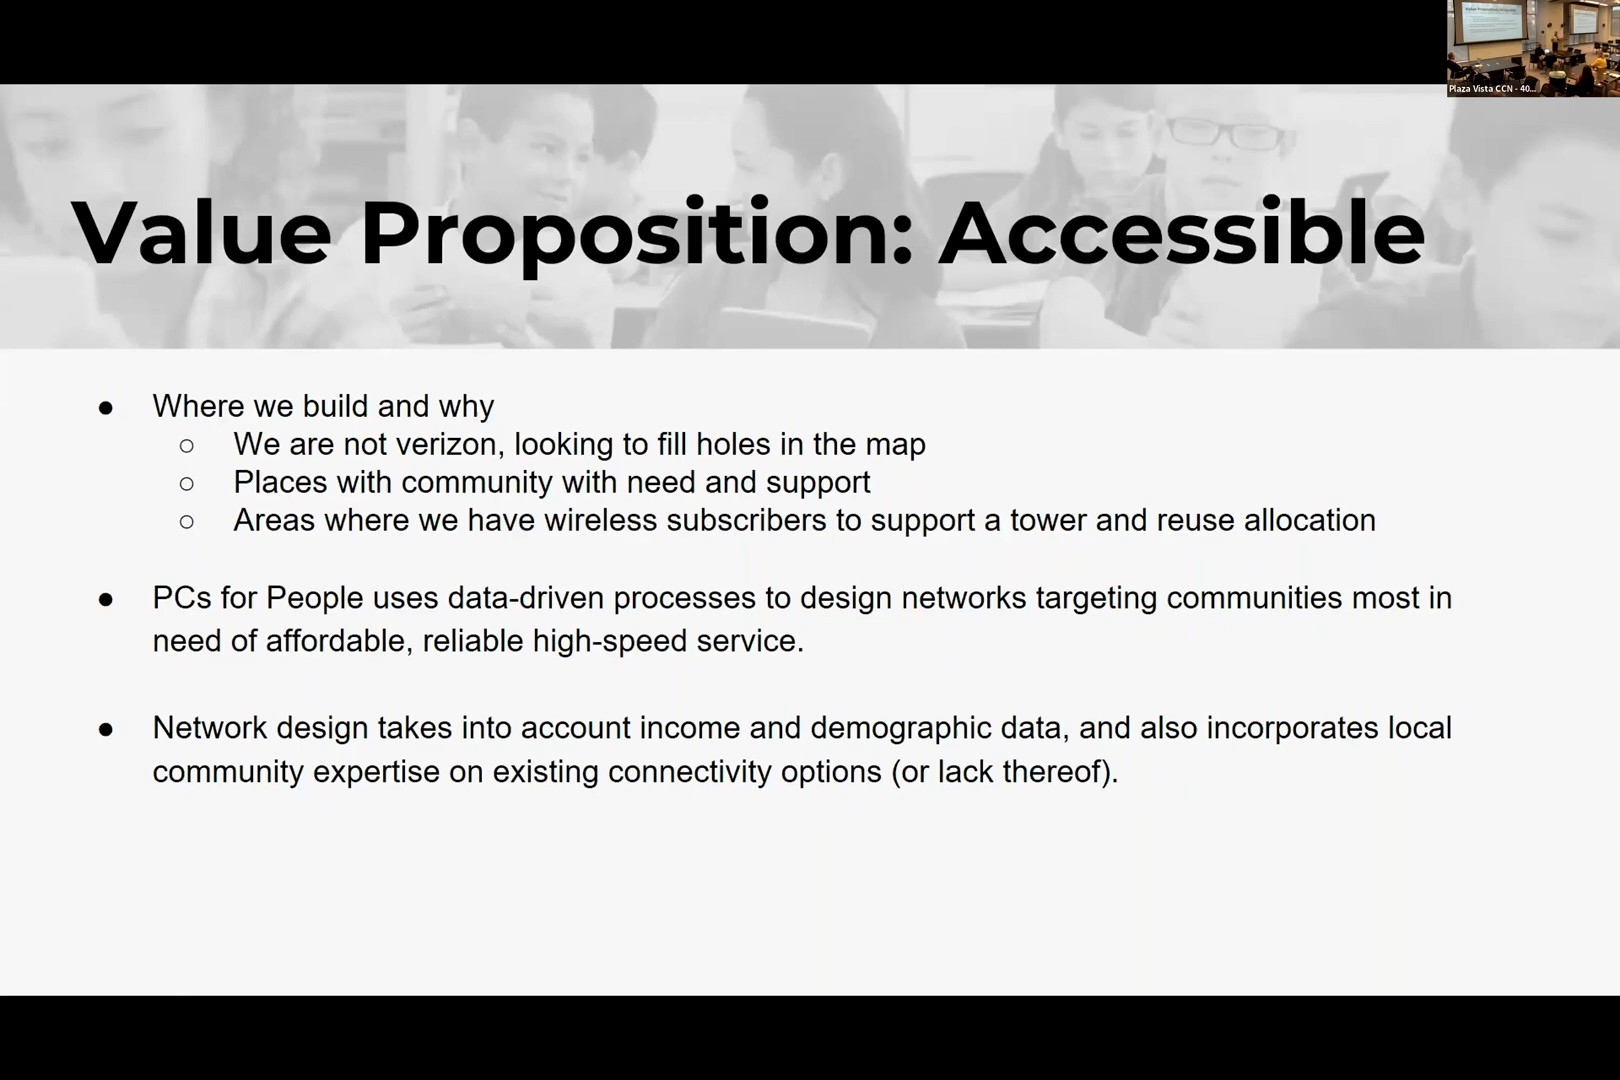 Plaza Vista CCN - 40...
Value Proposition: Accessible
● Where we build and why
○ We are not verizon, looking to fill holes in the map
○ Places with community with need and support
○ Areas where we have wireless subscribers to support a tower and reuse allocation
● PCs for People uses data-driven processes to design networks targeting communities most in
need of affordable, reliable high-speed service.
● Network design takes into account income and demographic data, and also incorporates local
community expertise on existing connectivity options (or lack thereof).